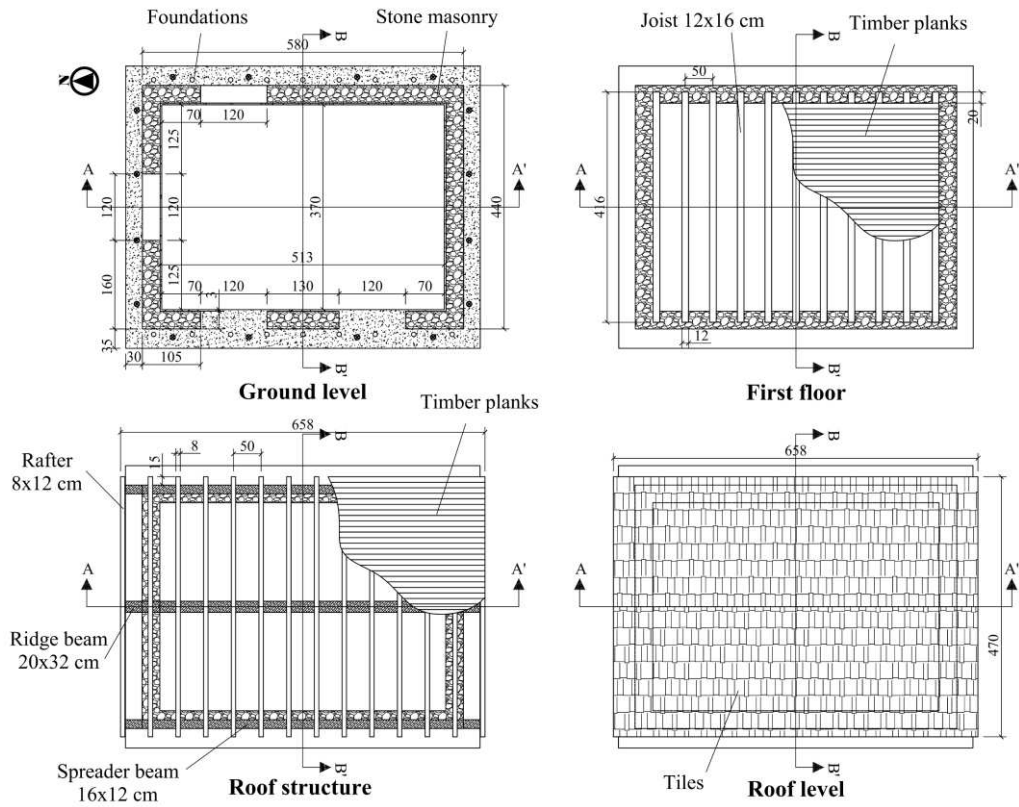 Foundations
Stone masonry
B
580
N
70
120
125
A
A'
120
120
370
440
513
160
125
70
120
130
120
70
3
35
30
105
B'
Ground level
Joist 12x16 cm
Timber planks
B
50
20
A
A'
416
12
B'
First floor
Timber planks
658
B
8
50
15
Rafter
8x12 cm
A
A'
Ridge beam
20x32 cm
Spreader beam
16x12 cm
B'
Roof structure
B
658
A
A'
470
Tiles
B'
Roof level